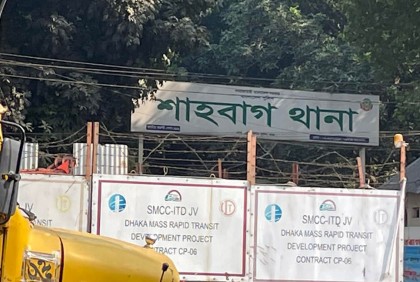 শাহবাগ থানা
SMCC-ITD JV
DHAKA MASS RAPID TRANSIT
DEVELOPMENT PROJECT
CONTRACT CP-06
SMCC-ITD JV
DHAKA MASS RAPID TRANSIT
DEVELOPMENT PROJECT
CONTRACT CP-06